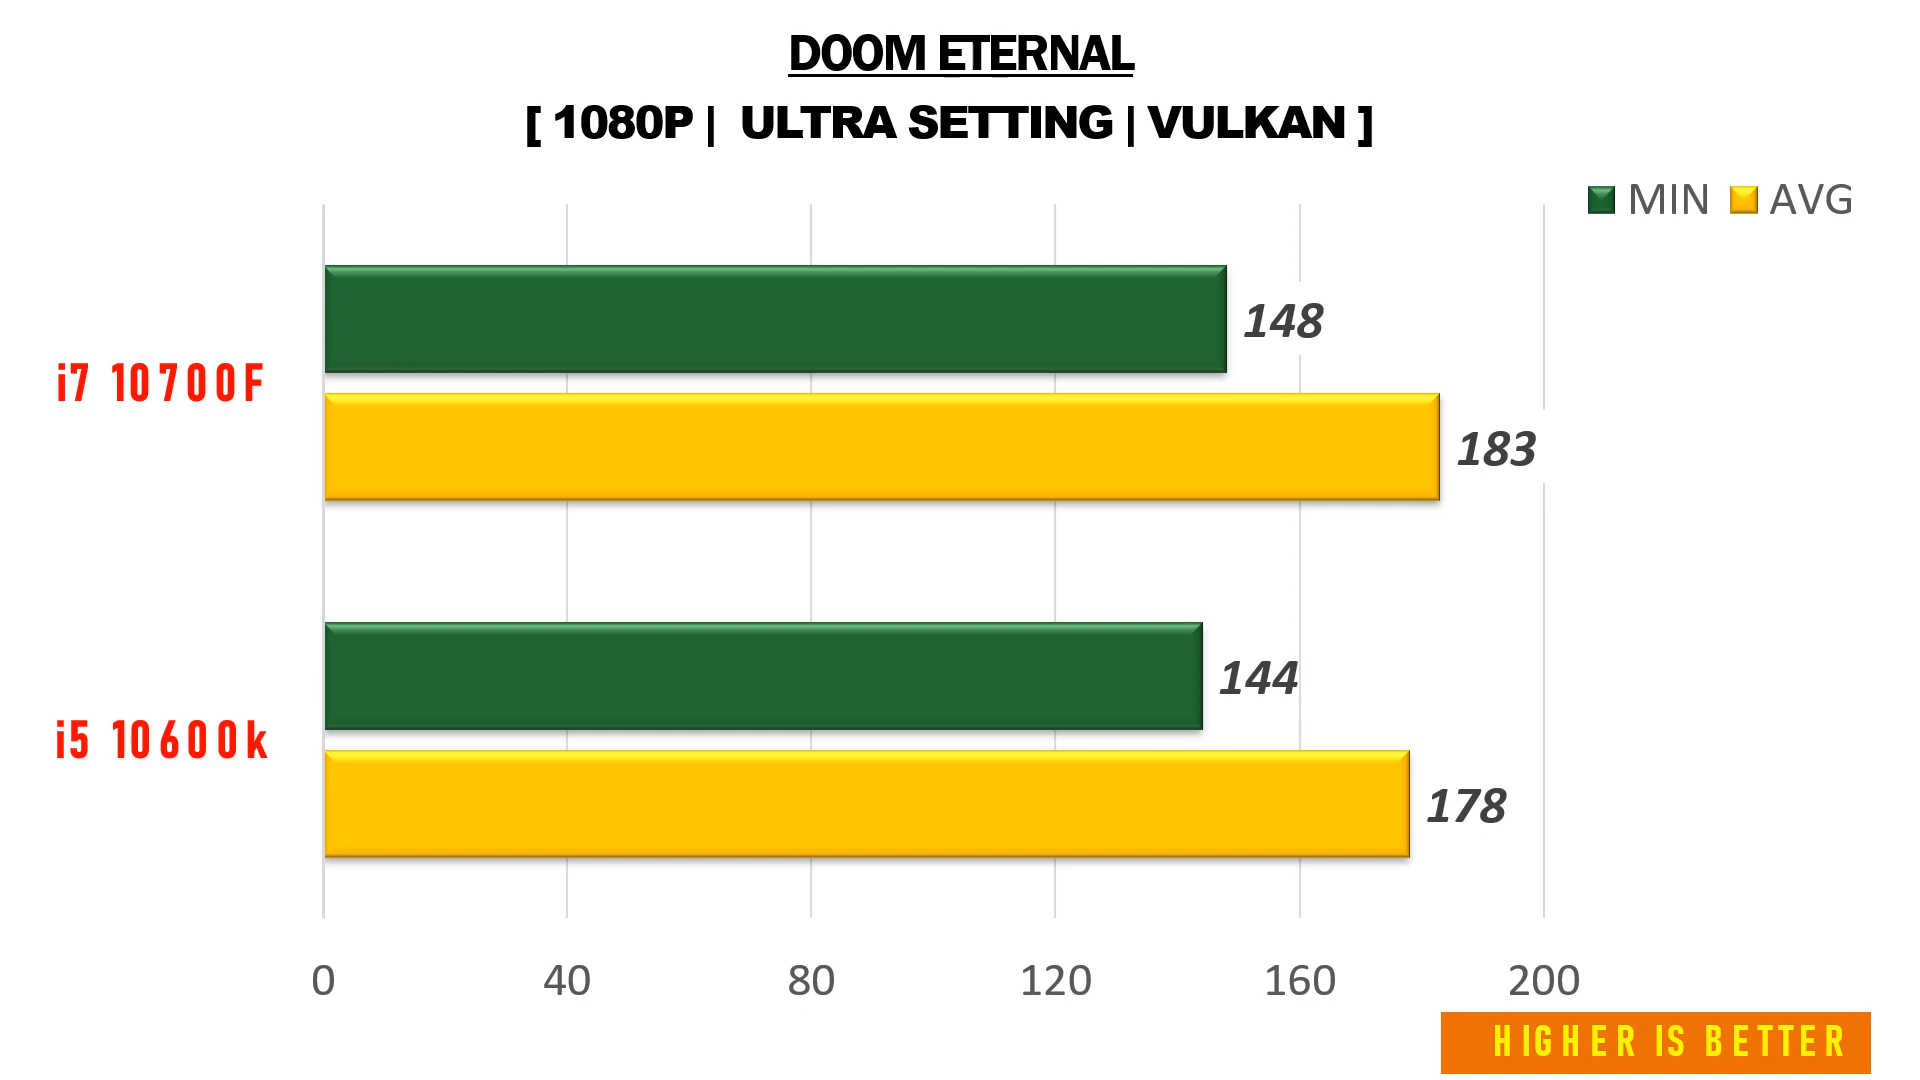 DOOM ETERNAL
[ 1080P | ULTRA SETTING | VULKAN ]
MIN AVG
148
i7 10700F
183
144
i5 10600k
178
0 40 80 120 160 200
HIGHER IS BETTER